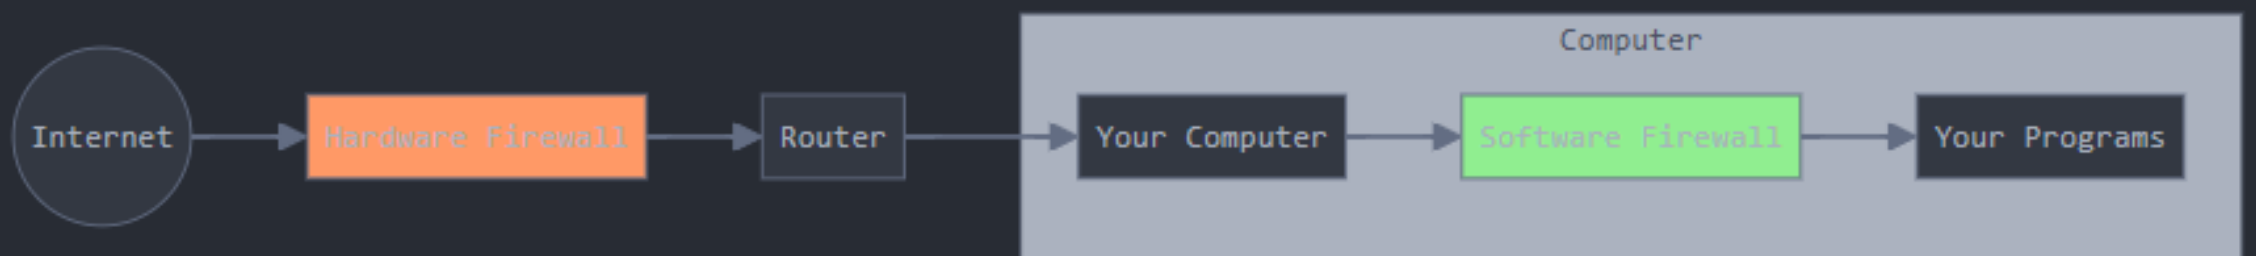 Computer
Internet
Hardware Firewall
Router
Your Computer
Software Firewall
Your Programs